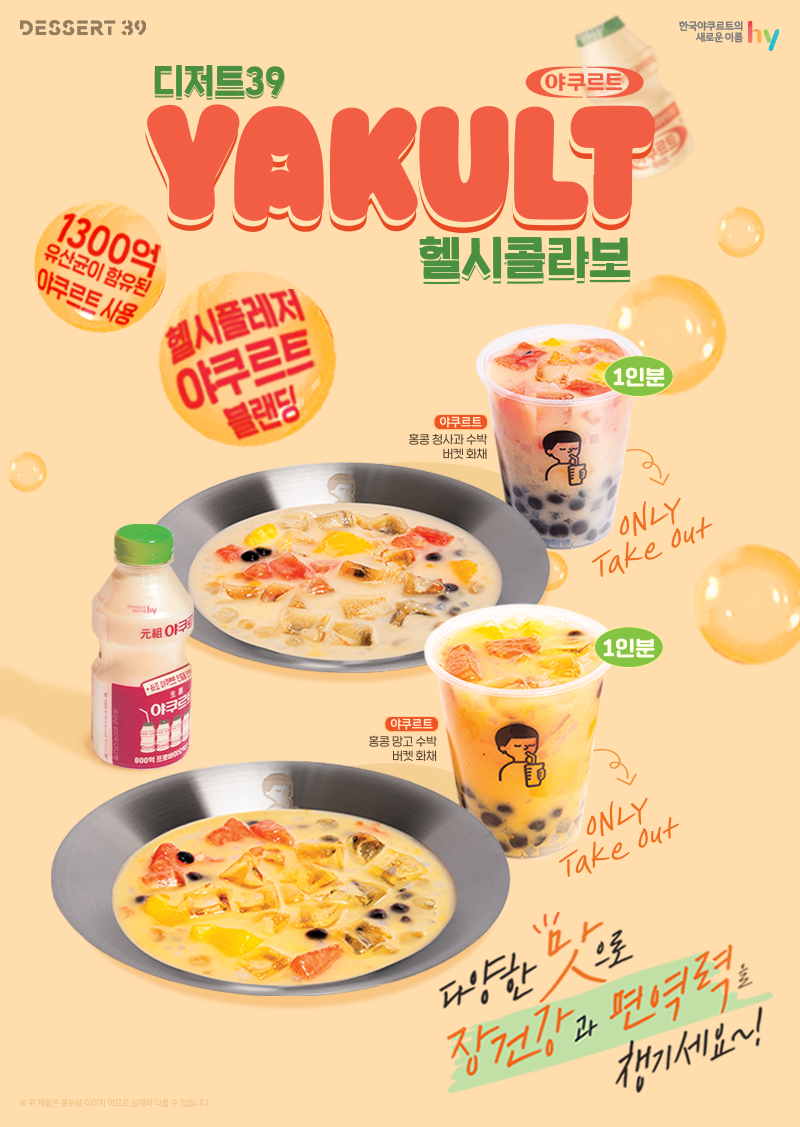 DESSERT 39
한국야쿠르트의
새로운 이름 hy
디저트39
야쿠르트
YAKULT
헬시콜라보
1300억
유산균이 함유된
야쿠르트 사용
헬시플레저
야쿠르트
블랜딩
1인분
야쿠르트
홍콩 청사과 수박
버켓 화채
ONLY
Take out
hy
元祖 야쿠르
야쿠르
1인분
야쿠르트
홍콩 망고 수박
버켓 화채
ONLY
Take out
다양한 맛으로
장건강과 면역력을
챙기세요~!
※ 위 제품은 홍보용 이미지 이므로 실제와 다를 수 있습니다